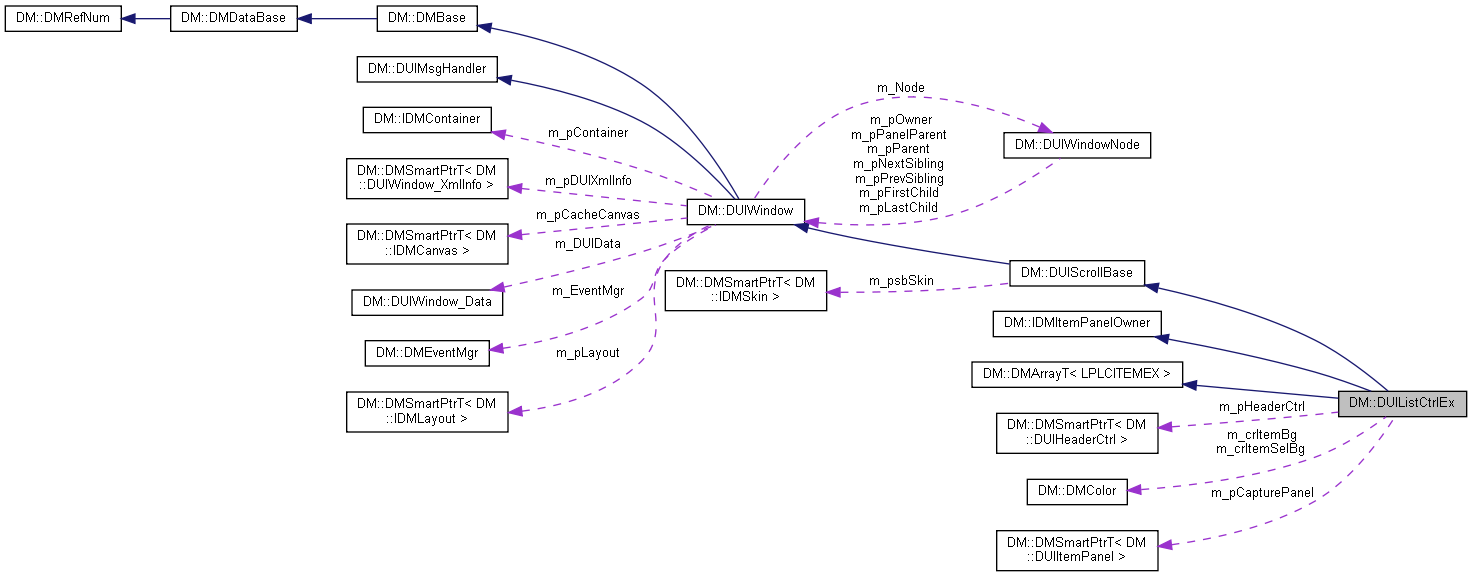 DM::DMRefNum
DM::DMDataBase
DM::DMBase
DM::DUIMsgHandler
DM::IDMContainer
DM::DMSmartPtrT< DM
::DUIWindow_XmlInfo >
DM::DMSmartPtrT< DM
::IDMCanvas >
DM::DUIWindow_Data
DM::DMEventMgr
DM::DMSmartPtrT< DM
::IDMLayout >
m_pContainer
m_pDUIXmlInfo
m_pCacheCanvas
m_DUIData
m_EventMgr
m_pLayout
DM::DUIWindow
m_Node
m_pOwner
m_pPanelParent
m_pParent
m_pNextSibling
m_pPrevSibling
m_pFirstChild
m_pLastChild
DM::DUIWindowNode
DM::DMSmartPtrT< DM
::IDMSkin >
m_psbSkin
DM::DUIScrollBase
DM::IDMItemPanelOwner
DM::DMArrayT< LPLCITEMEX >
DM::DMSmartPtrT< DM
::DUIHeaderCtrl >
DM::DMColor
DM::DMSmartPtrT< DM
::DUIItemPanel >
m_pHeaderCtrl
m_crItemBg
m_crItemSelBg
m_pCapturePanel
DM::DUIListCtrlEx